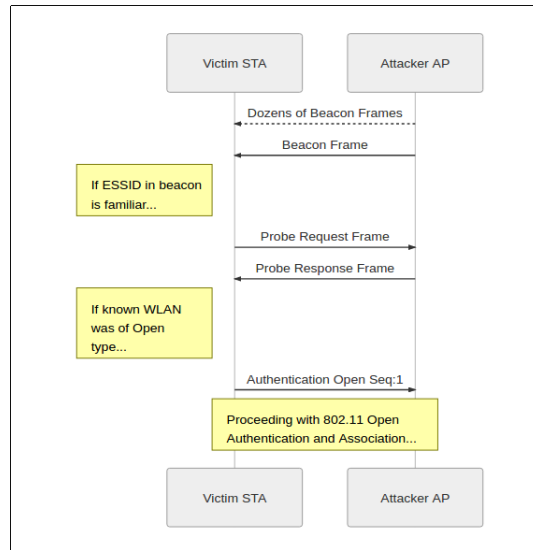 Victim STA
Attacker AP
Dozens of Beacon Frames
Beacon Frame
If ESSID in beacon
is familiar...
Probe Request Frame
Probe Response Frame
If known WLAN
was of Open
type...
Authentication Open Seq:1
Proceeding with 802.11 Open
Authentication and Association...
Victim STA
Attacker AP